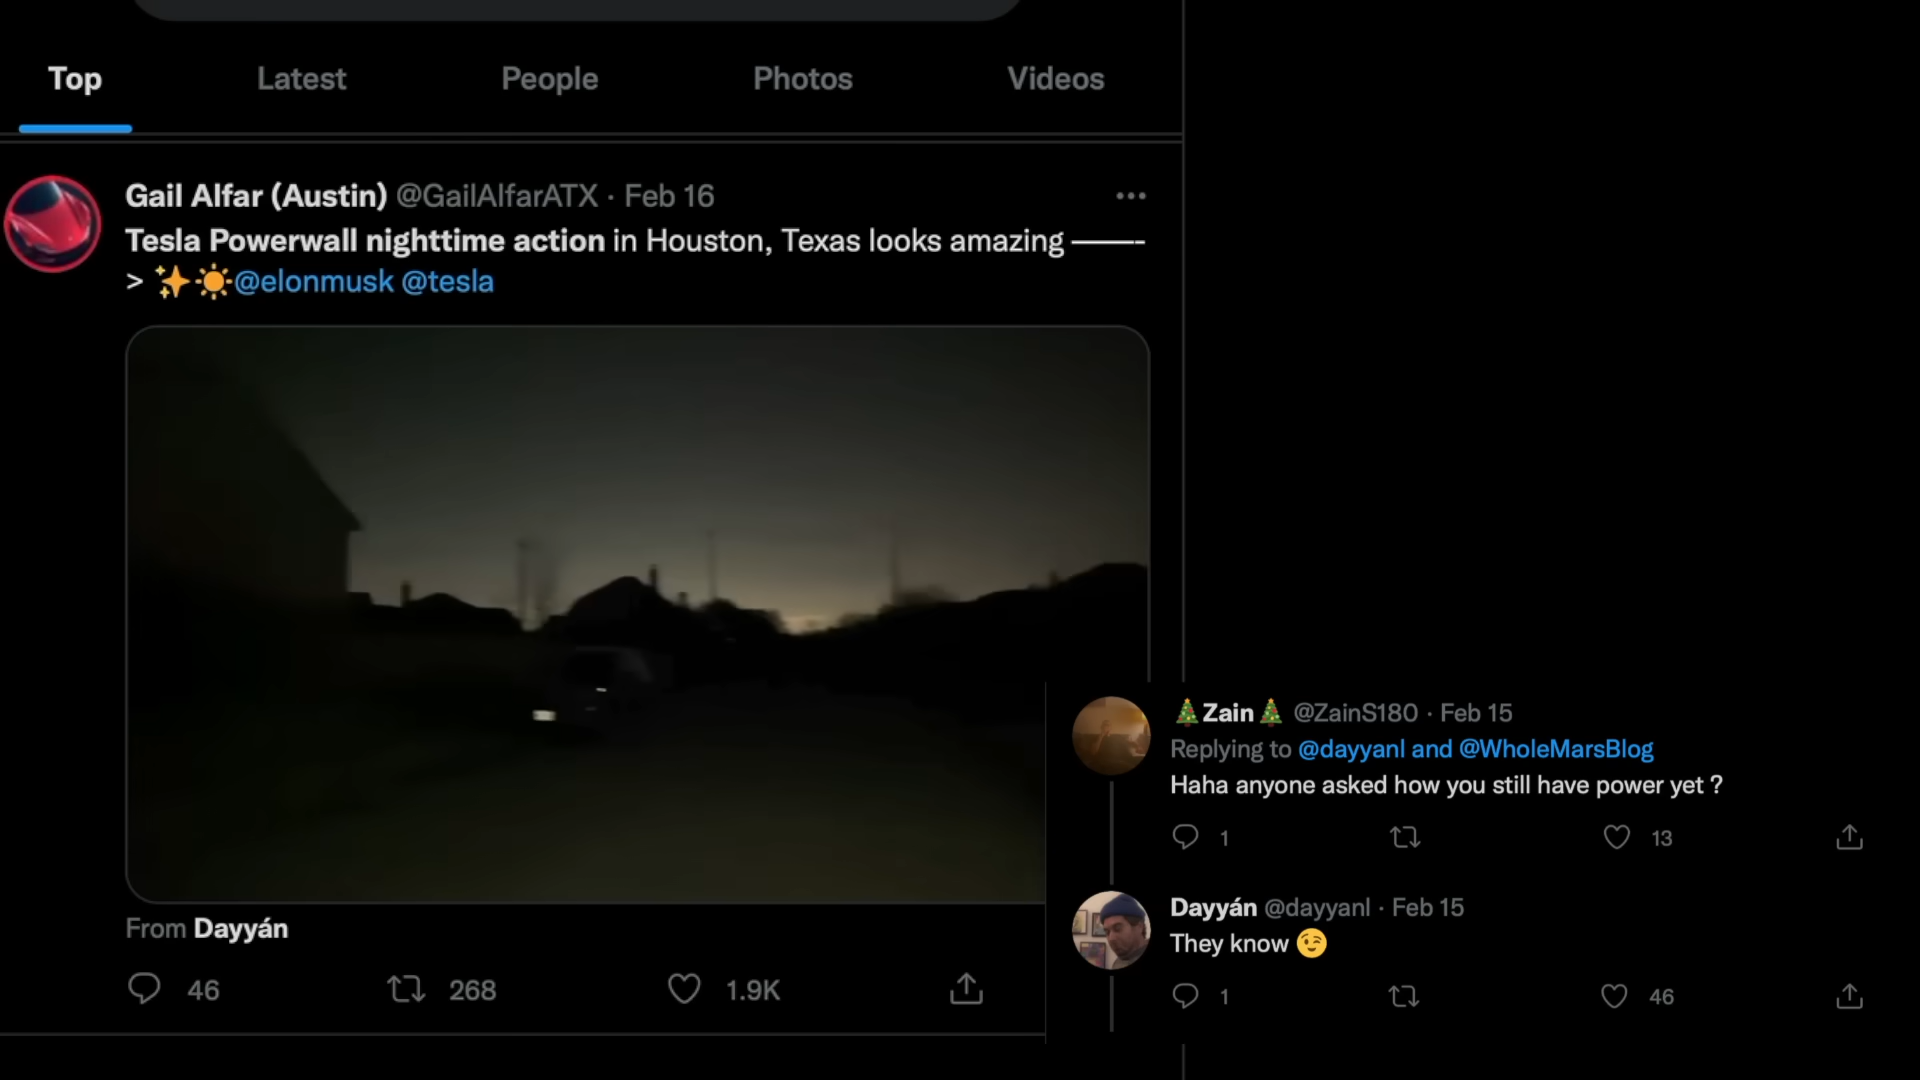 Top Latest People Photos Videos
Gail Alfar (Austin) @GailAlfarATX · Feb 16
Tesla Powerwall nighttime action in Houston, Texas looks amazing ———-
> ✨☀️@elonmusk @tesla
From Dayyán
46 268 1.9K
🎄Zain🎄 @ZainS180 · Feb 15
Replying to @dayyanl and @WholeMarsBlog
Haha anyone asked how you still have power yet ?
1 13
Dayyán @dayyanl · Feb 15
They know 😉
1 46